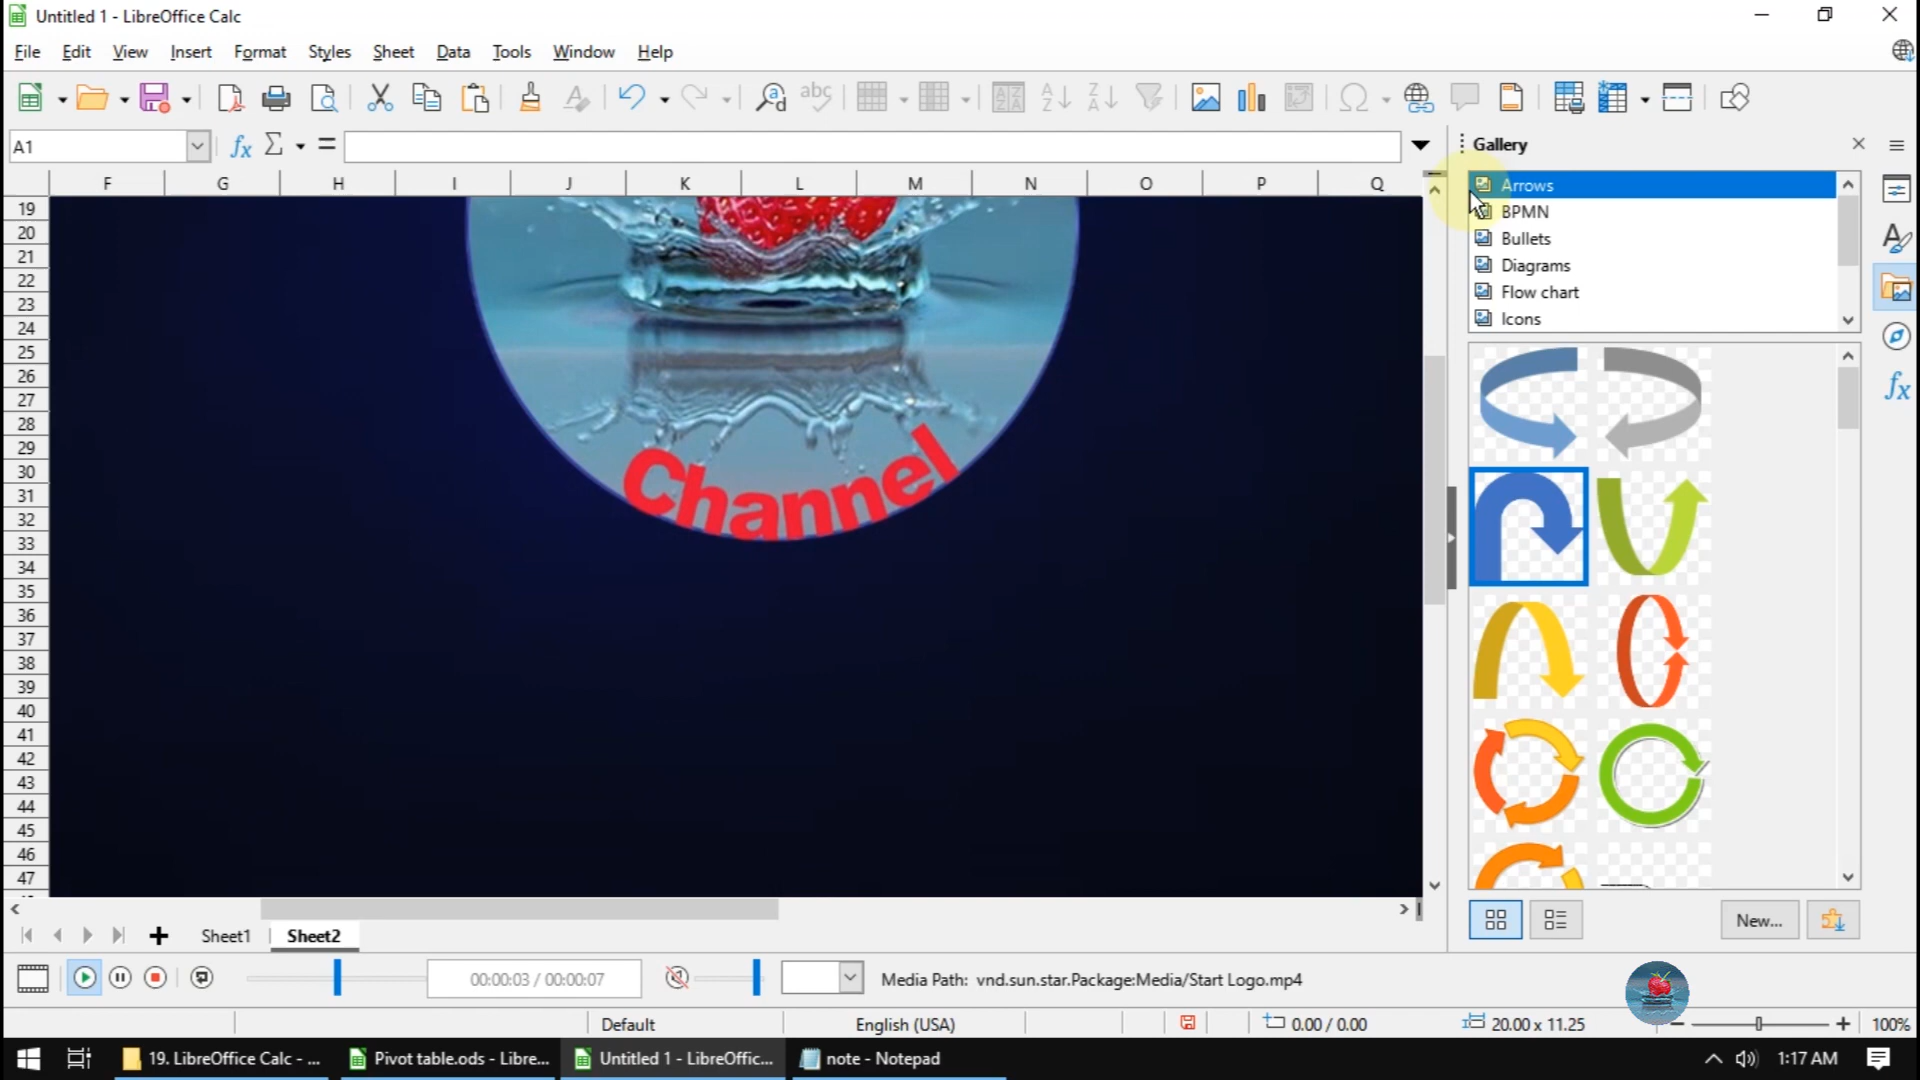 Untitled 1 - LibreOffice Calc
File Edit View Insert Format Styles Sheet Data Tools Window Help
A1
Gallery
F G H I J K L M N O P Q
Arrows
BPMN
Bullets
Diagrams
Flow chart
Icons
19
20
21
22
23
24
25
26
27
28
29
30
31
32
33
34
35
36
37
38
39
40
41
42
43
44
45
46
47
Channel
New...
Sheet1 Sheet2
00:00:03 / 00:00:07
Media Path: vnd.sun.star.Package:Media/Start Logo.mp4
Default English (USA) 0.00 / 0.00 20.00 x 11.25 100%
19. LibreOffice Calc - ... Pivot table.ods - Libre... Untitled 1 - LibreOffic... note - Notepad 1:17 AM